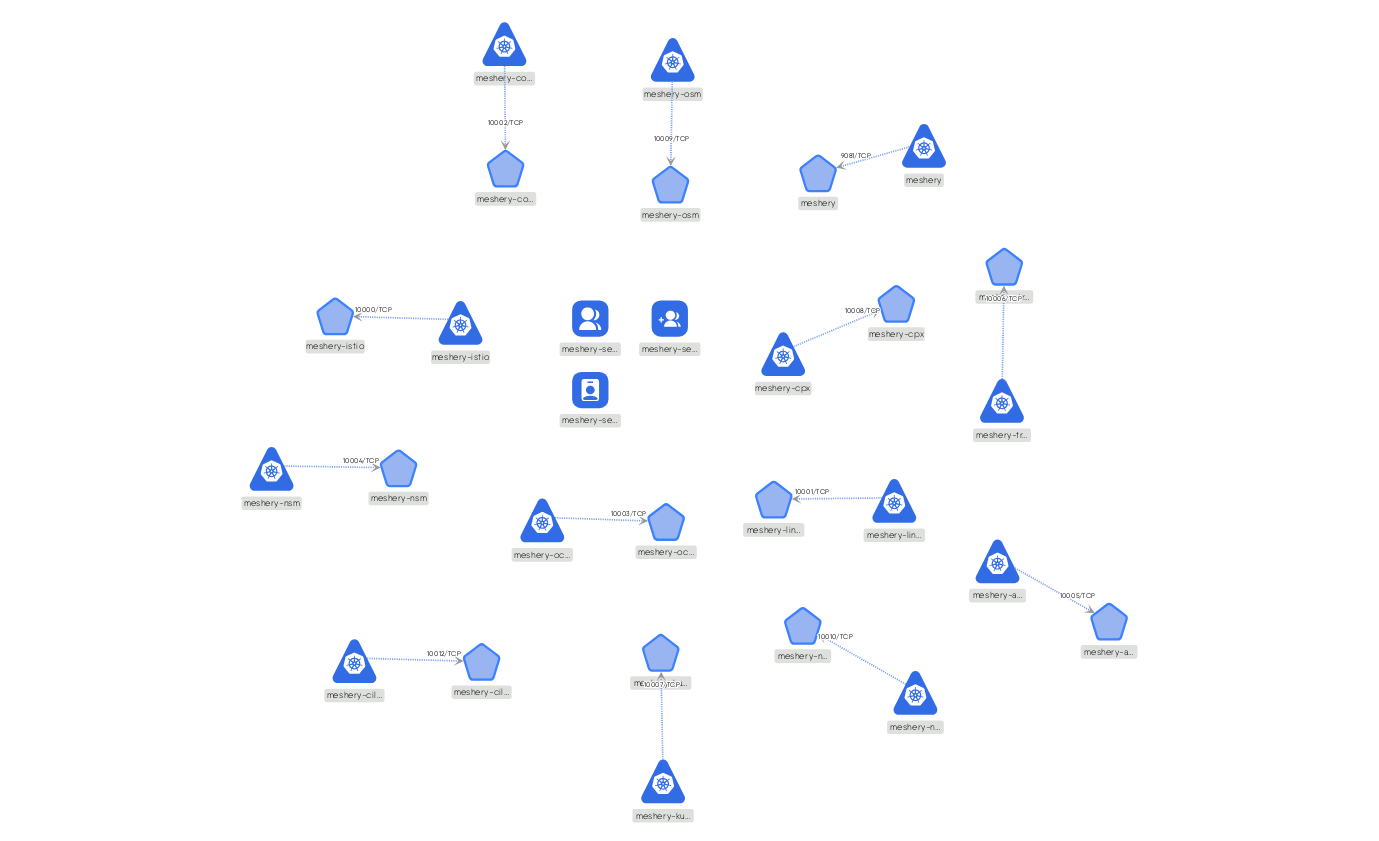 meshery-co...
10002/TCP
meshery-co...
meshery-osm
10009/TCP
meshery-osm
9081/TCP
meshery
meshery
10000/TCP
meshery-istio
meshery-istio
meshery-se...
meshery-se...
meshery-se...
10008/TCP
meshery-cpx
meshery-cpx
10006/TCP
meshery-tr...
10004/TCP
meshery-nsm
meshery-nsm
10003/TCP
meshery-oc...
meshery-oc...
10001/TCP
meshery-lin...
meshery-lin...
meshery-a...
10005/TCP
meshery-a...
10012/TCP
meshery-cil...
meshery-cil...
10007/TCP
meshery-ku...
10010/TCP
meshery-n...
meshery-n...